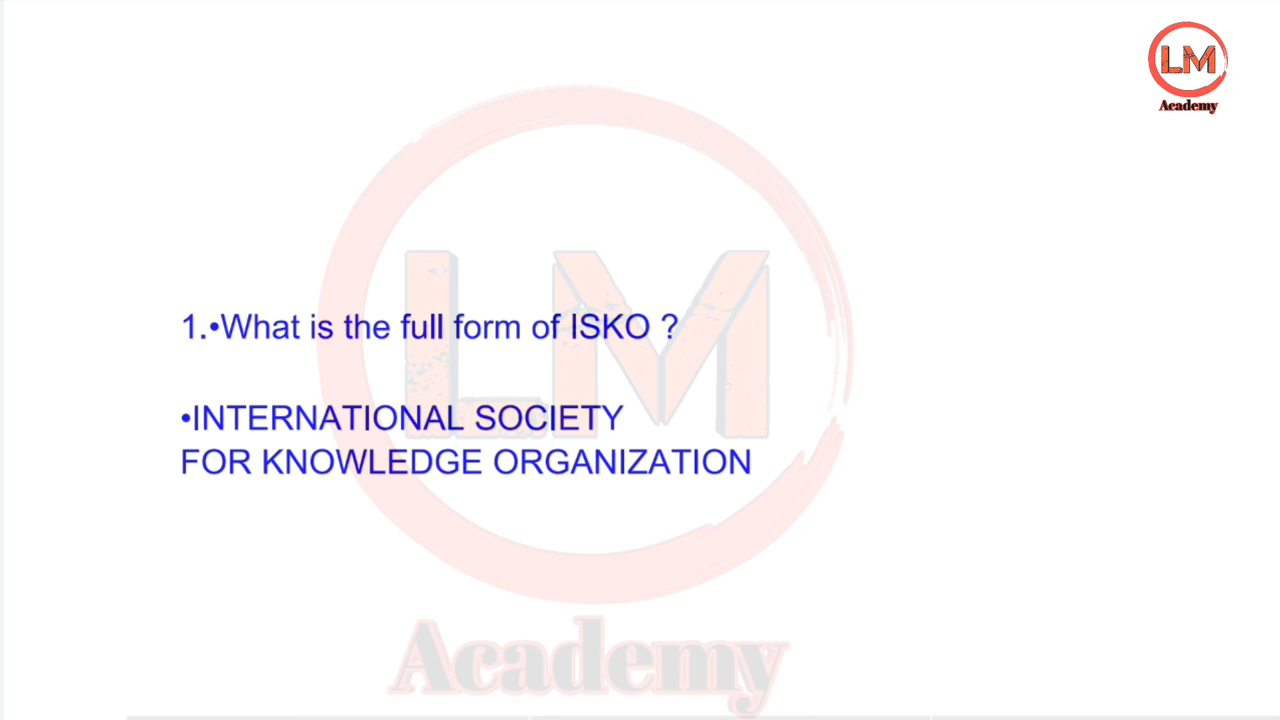 LM
Academy
1.•What is the full form of ISKO ?
•INTERNATIONAL SOCIETY
FOR KNOWLEDGE ORGANIZATION
LM
Academy